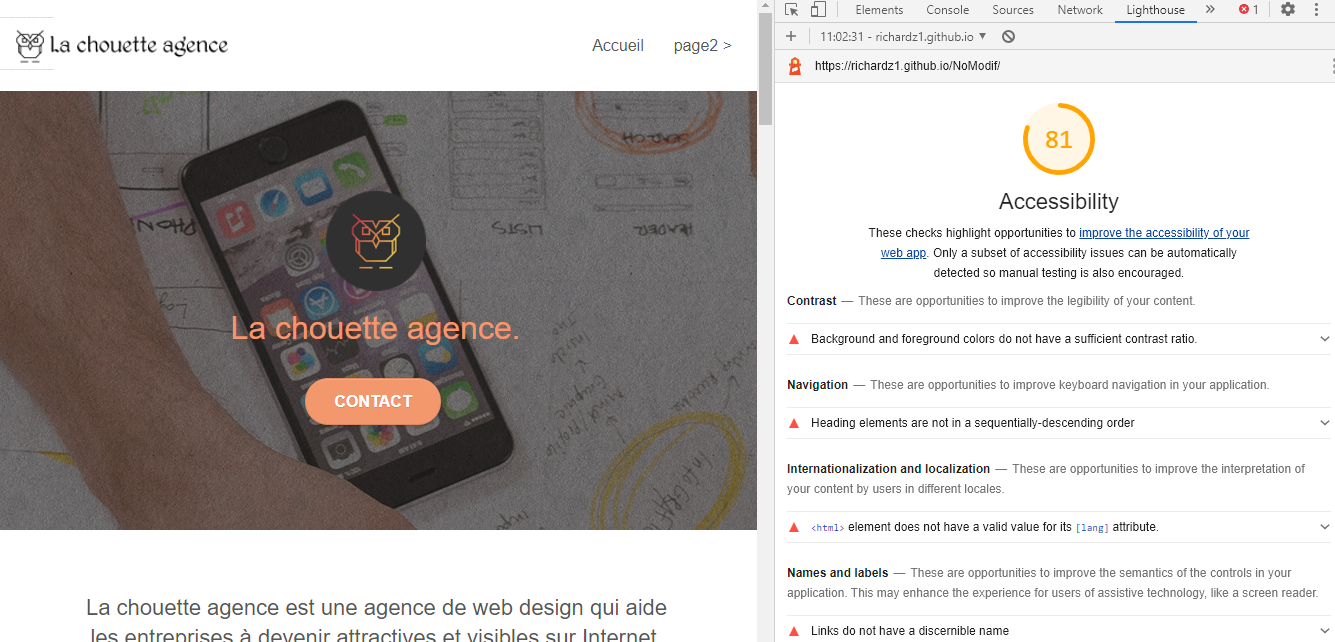 La chouette agence
Accueil
page2 >
La chouette agence.
CONTACT
La chouette agence est une agence de web design qui aide
les entreprises à devenir attractives et visibles sur Internet
Elements Console Sources Network Lighthouse » 1
+ 11:02:31 - richardz1.github.io ▼
https://richardz1.github.io/NoModif/
81
Accessibility
These checks highlight opportunities to improve the accessibility of your
web app. Only a subset of accessibility issues can be automatically
detected so manual testing is also encouraged.
Contrast — These are opportunities to improve the legibility of your content.
Background and foreground colors do not have a sufficient contrast ratio.
Navigation — These are opportunities to improve keyboard navigation in your application.
Heading elements are not in a sequentially-descending order
Internationalization and localization — These are opportunities to improve the interpretation of
your content by users in different locales.
<html> element does not have a valid value for its [lang] attribute.
Names and labels — These are opportunities to improve the semantics of the controls in your
application. This may enhance the experience for users of assistive technology, like a screen reader.
Links do not have a discernible name